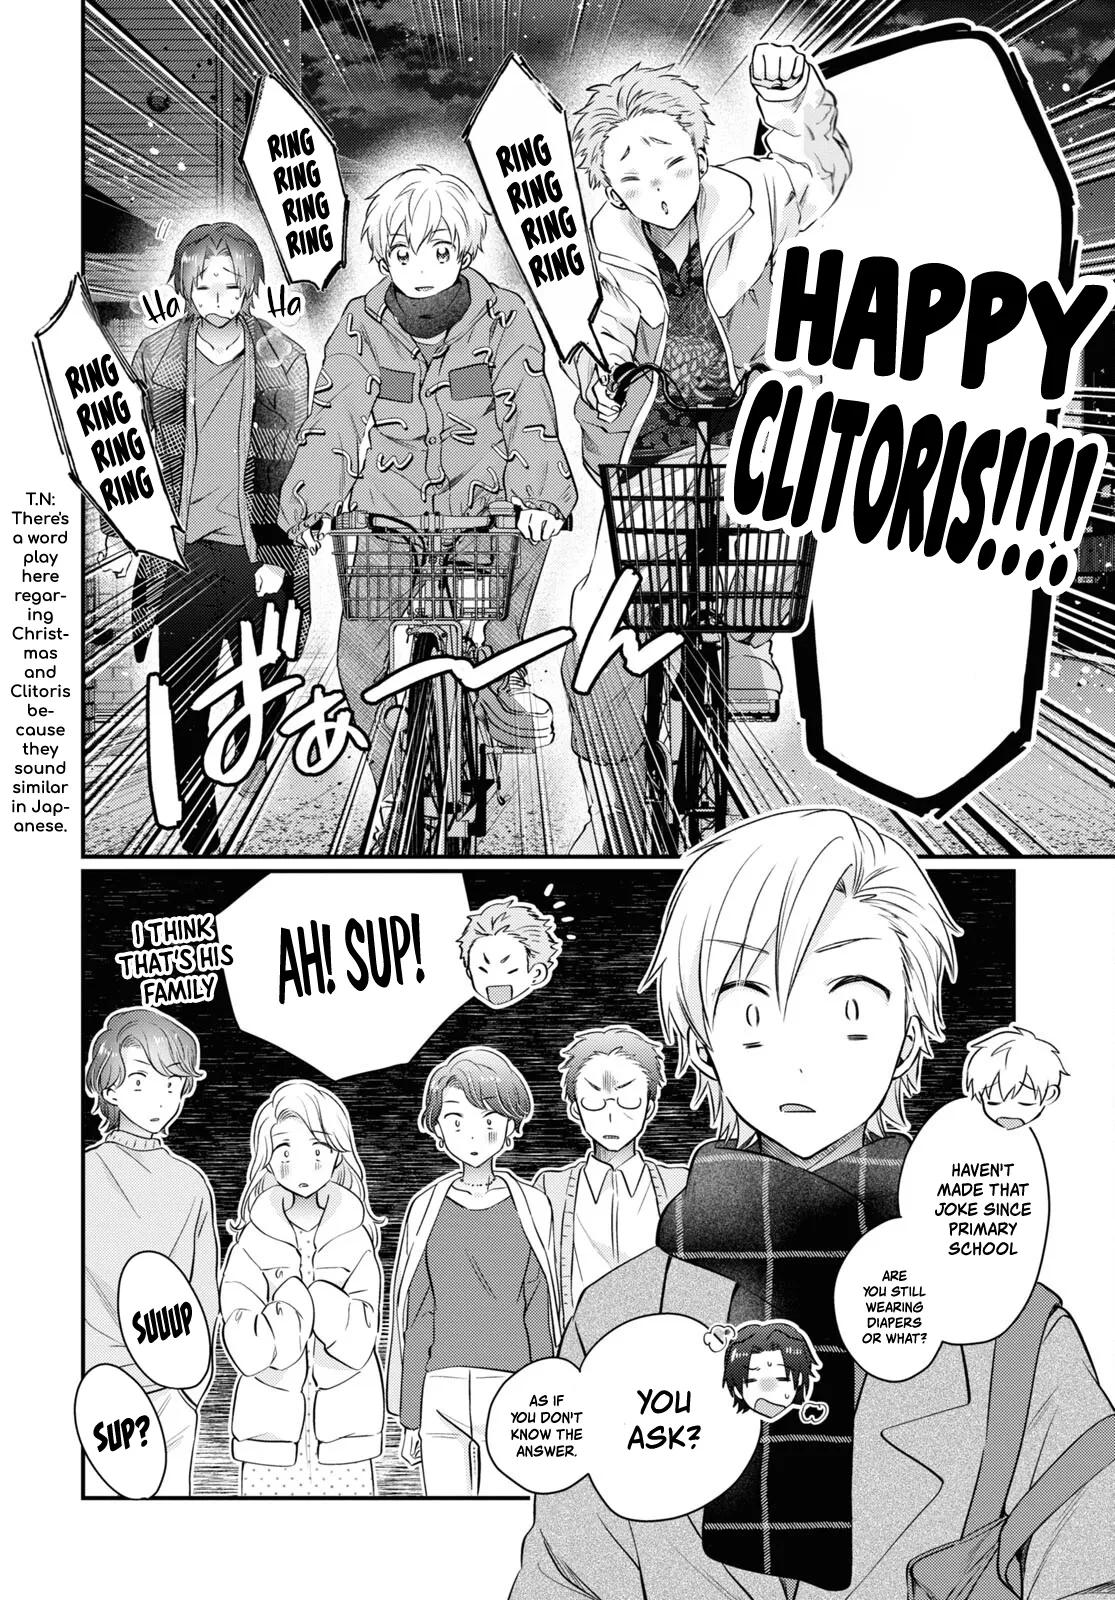 HAPPY
CLITORIS!!!!
RING
RING
RING
RING
RING
RING
RING
RING
Ha
Ha
RING
RING
RING
RING
じぁ〜〜ん
T.N:
There's
a word
play
here
regar-
ing
Christ-
mas
and
Clitoris
be-
cause
they
sound
similar
in Jap-
anese.
AH! SUP!
I THINK
THAT'S HIS
FAMILY
HAVEN'T
MADE THAT
JOKE SINCE
PRIMARY
SCHOOL
ARE
YOU STILL
WEARING
DIAPERS
OR WHAT?
YOU
ASK?
AS IF
YOU DON'T
KNOW THE
ANSWER.
SUUUP
SUP?